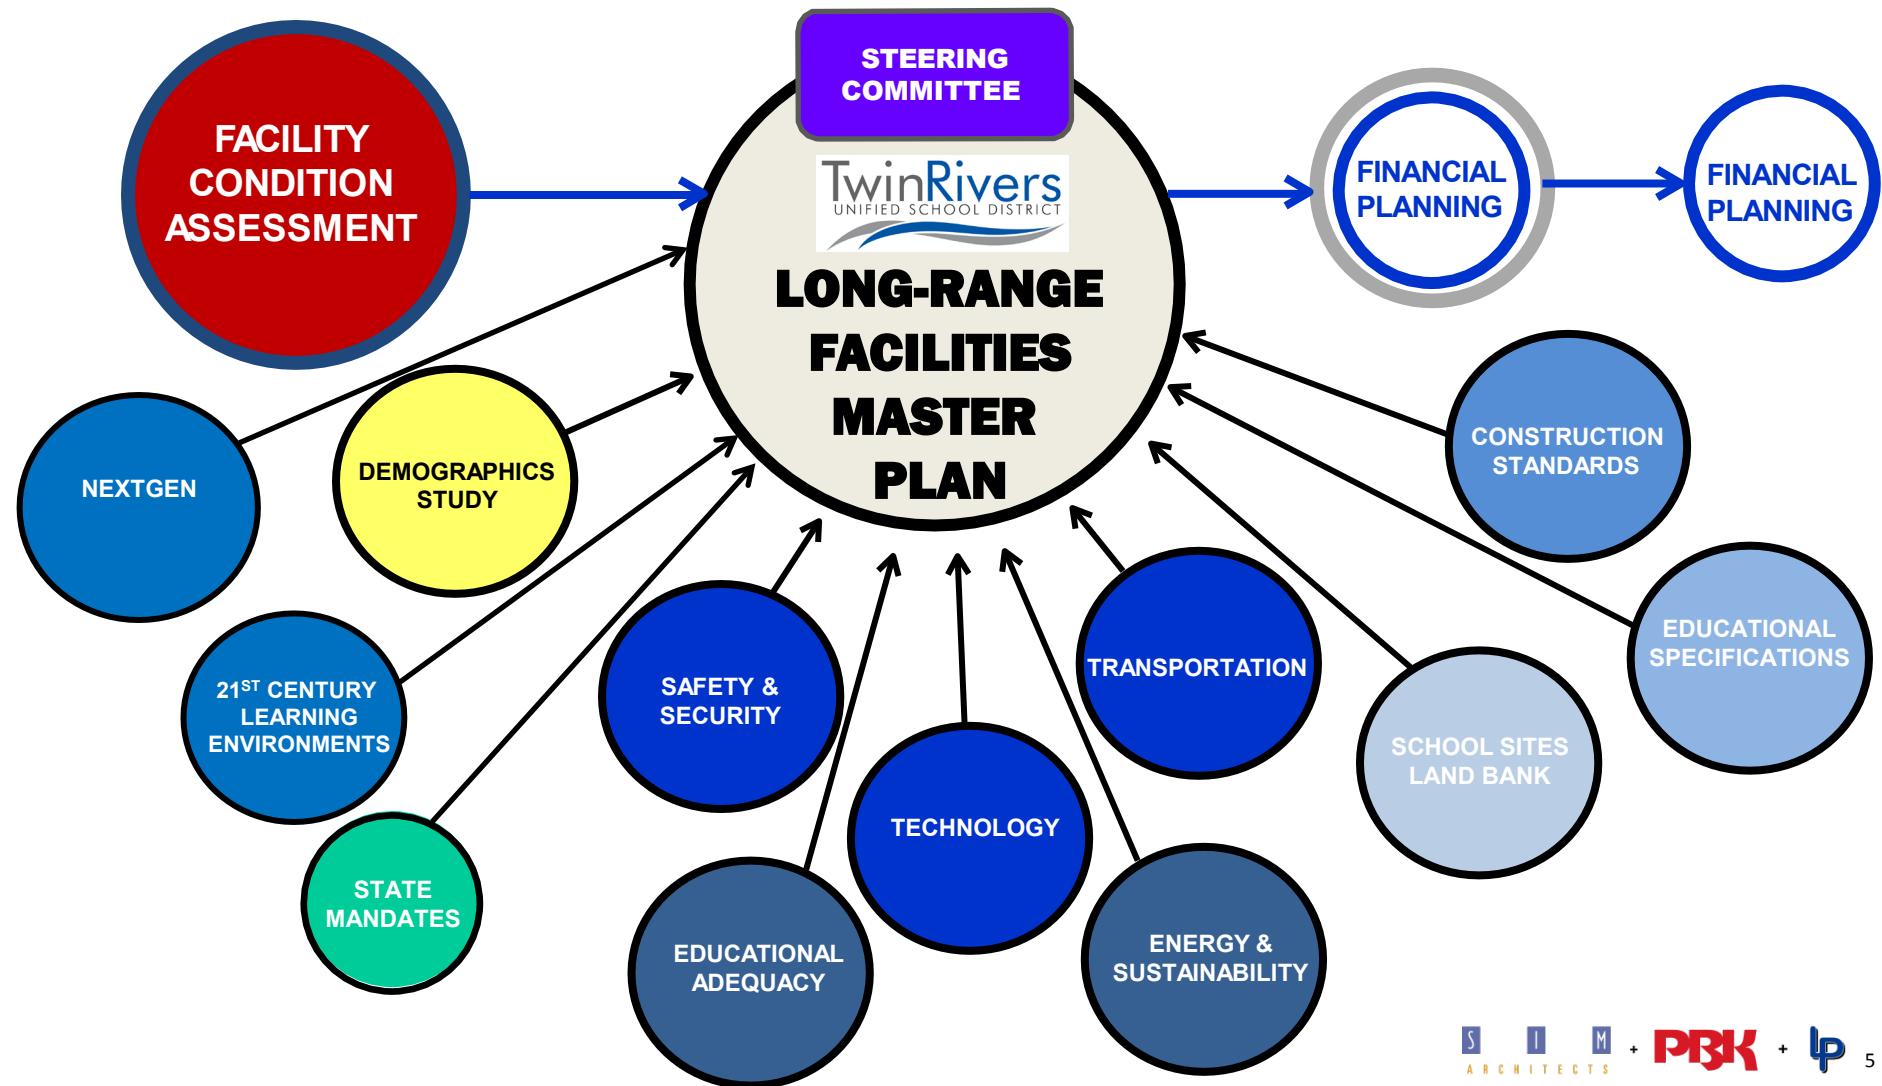 STEERING
COMMITTEE
FACILITY
CONDITION
ASSESSMENT
TwinRivers
UNIFIED SCHOOL DISTRICT
LONG-RANGE
FACILITIES
MASTER
PLAN
FINANCIAL
PLANNING
FINANCIAL
PLANNING
NEXTGEN
DEMOGRAPHICS
STUDY
CONSTRUCTION
STANDARDS
21ST CENTURY
LEARNING
ENVIRONMENTS
SAFETY &
SECURITY
TRANSPORTATION
EDUCATIONAL
SPECIFICATIONS
SCHOOL SITES
LAND BANK
STATE
MANDATES
TECHNOLOGY
EDUCATIONAL
ADEQUACY
ENERGY &
SUSTAINABILITY
SIM
ARCHITECTS
+
PBK
+
LP
5